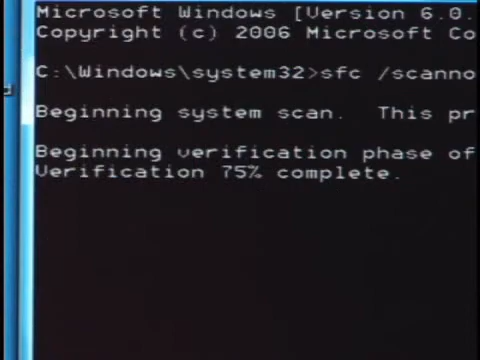 Microsoft Windows [Version 6.0.
Copyright (c) 2006 Microsoft Co
C:\Windows\system32>sfc /scanno
Beginning system scan.  This pr
Beginning verification phase of
Verification 75% complete.
d